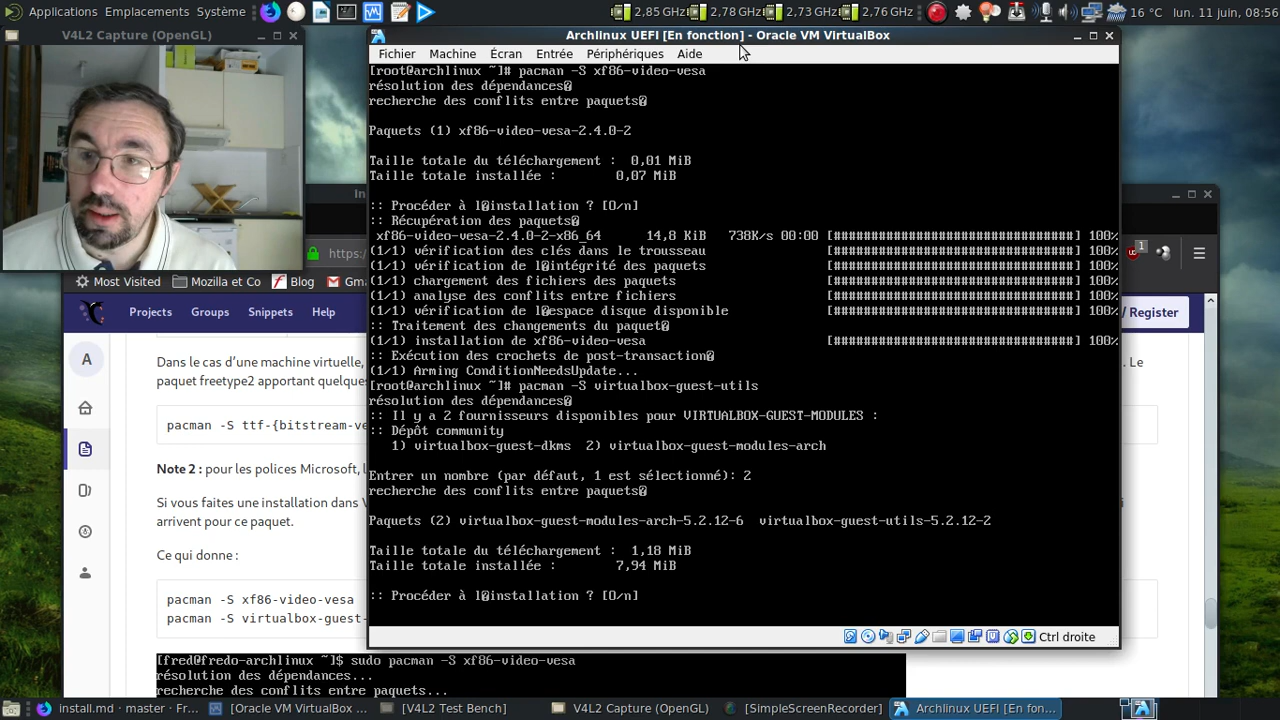 Applications Emplacements Système 2,85 GHz 2,78 GHz 2,73 GHz 2,76 GHz 16 °C lun. 11 juin, 08:56
V4L2 Capture (OpenGL)
Archlinux UEFI [En fonction] - Oracle VM VirtualBox
Fichier Machine Écran Entrée Périphériques Aide
[root@archlinux ~]# pacman -S xf86-video-vesa
résolution des dépendances�
recherche des conflits entre paquets�
Paquets (1) xf86-video-vesa-2.4.0-2
Taille totale du téléchargement : 0,01 MiB
Taille totale installée : 0,07 MiB
:: Procéder à l�installation ? [O/n]
:: Récupération des paquets�
xf86-video-vesa-2.4.0-2-x86_64 14,8 KiB 738K/s 00:00 [################################] 100%
(1/1) vérification des clés dans le trousseau [################################] 100%
(1/1) vérification de l�intégrité des paquets [################################] 100%
(1/1) chargement des fichiers des paquets [################################] 100%
(1/1) analyse des conflits entre fichiers [################################] 100%
(1/1) vérification de l�espace disque disponible [################################] 100%
:: Traitement des changements du paquet�
(1/1) installation de xf86-video-vesa [################################] 100%
:: Exécution des crochets de post-transaction�
(1/1) Arming ConditionNeedsUpdate...
[root@archlinux ~]# pacman -S virtualbox-guest-utils
résolution des dépendances�
:: Il y a 2 fournisseurs disponibles pour VIRTUALBOX-GUEST-MODULES :
:: Dépôt community
1) virtualbox-guest-dkms 2) virtualbox-guest-modules-arch
Entrer un nombre (par défaut, 1 est sélectionné): 2
recherche des conflits entre paquets�
Paquets (2) virtualbox-guest-modules-arch-5.2.12-6 virtualbox-guest-utils-5.2.12-2
Taille totale du téléchargement : 1,18 MiB
Taille totale installée : 7,94 MiB
:: Procéder à l�installation ? [O/n]
Ctrl droite
In
https:
1
Most Visited Mozilla et Co Blog
Projects Groups Snippets Help / Register
A
Dans le cas d'une machine virtuelle, Le
paquet freetype2 apportant quelques
pacman -S ttf-{bitstream-ve
Note 2 : pour les polices Microsoft,
Si vous faites une installation dans
arrivent pour ce paquet.
Ce qui donne :
pacman -S xf86-video-vesa
pacman -S virtualbox-guest-
[fred@fredo-archlinux ~]$ sudo pacman -S xf86-video-vesa
résolution des dépendances...
recherche des conflits entre paquets...
install.md · master · Fr... [Oracle VM VirtualBox ... [V4L2 Test Bench] V4L2 Capture (OpenGL) [SimpleScreenRecorder] Archlinux UEFI [En fon...